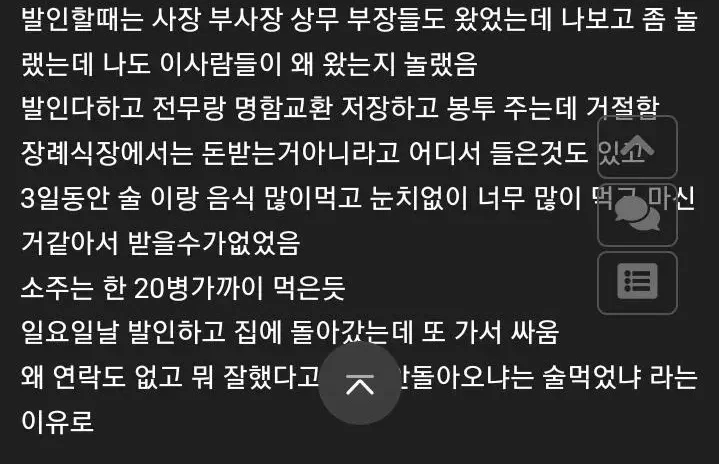 발인할때는 사장 부사장 상무 부장들도 왔었는데 나보고 좀 놀
랬는데 나도 이사람들이 왜 왔는지 놀랬음
발인다하고 전무랑 명함교환 저장하고 봉투 주는데 거절함
장례식장에서는 돈받는거아니라고 어디서 들은것도 있고
3일동안 술 이랑 음식 많이먹고 눈치없이 너무 많이 먹고 마신
거같아서 받을수가없었음
소주는 한 20병가까이 먹은듯
일요일날 발인하고 집에 돌아갔는데 또 가서 싸움
왜 연락도 없고 뭐 잘했다고 안돌아오냐는 술먹었냐 라는
이유로